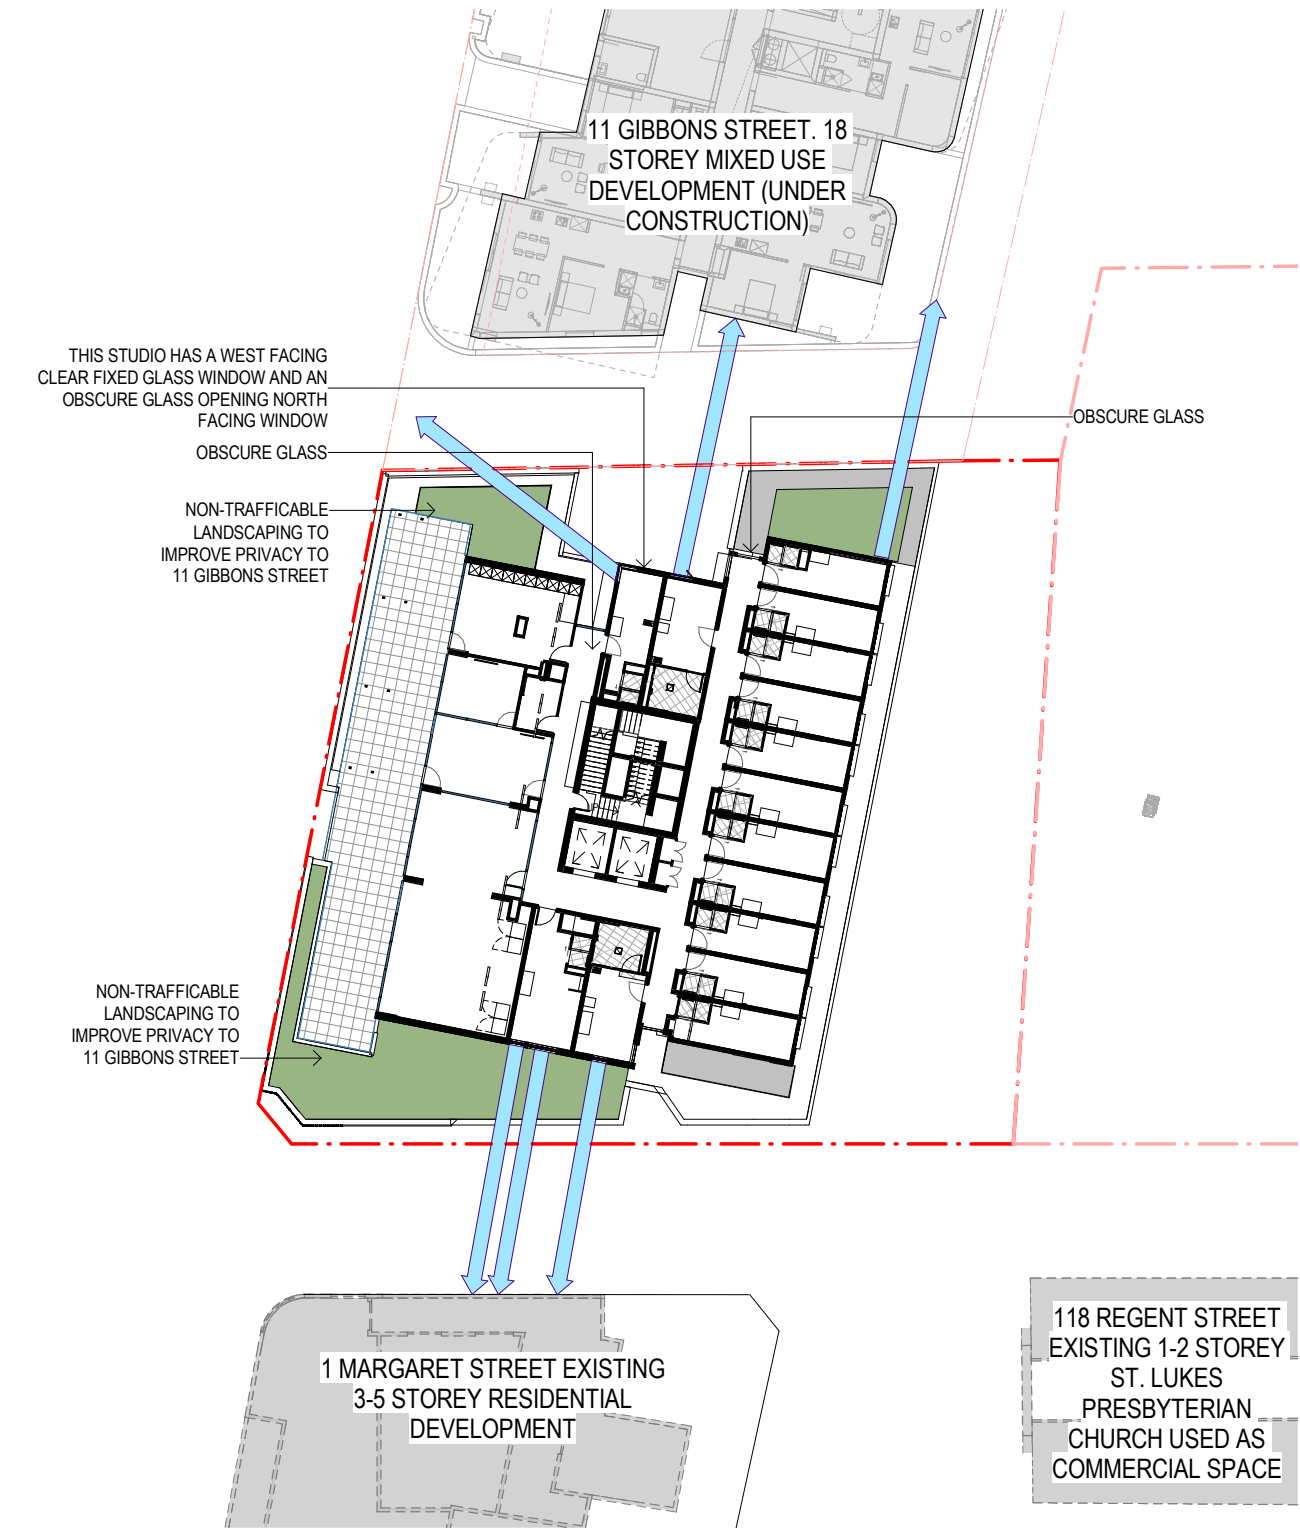 11 GIBBONS STREET. 18
STOREY MIXED USE
DEVELOPMENT (UNDER
CONSTRUCTION)
THIS STUDIO HAS A WEST FACING
CLEAR FIXED GLASS WINDOW AND AN
OBSCURE GLASS OPENING NORTH
FACING WINDOW
OBSCURE GLASS
OBSCURE GLASS
NON-TRAFFICABLE
LANDSCAPING TO
IMPROVE PRIVACY TO
11 GIBBONS STREET
NON-TRAFFICABLE
LANDSCAPING TO
IMPROVE PRIVACY TO
11 GIBBONS STREET
1 MARGARET STREET EXISTING
3-5 STOREY RESIDENTIAL
DEVELOPMENT
118 REGENT STREET
EXISTING 1-2 STOREY
ST. LUKES
PRESBYTERIAN
CHURCH USED AS
COMMERCIAL SPACE